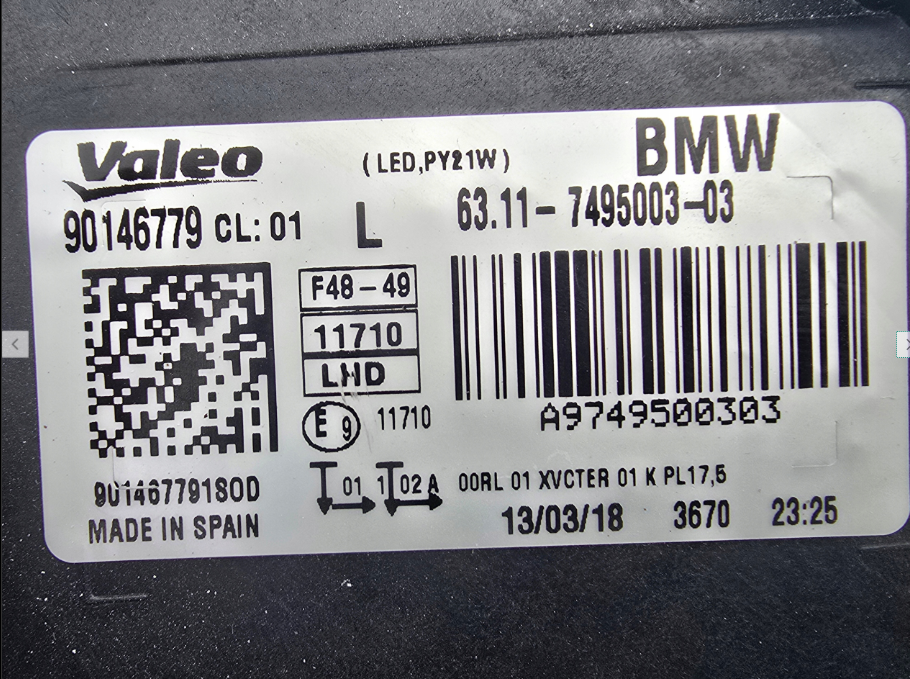 Valeo
(LED,PY21W)
BMW
90146779 CL: 01
L
63.11- 7495003-03
F48-49
11710
LHD
E 9
11710
A9749500303
90146779180D
01 1 02 A
00RL 01 XVCTER 01 K PL17,5
MADE IN SPAIN
13/03/18 3670 23:25